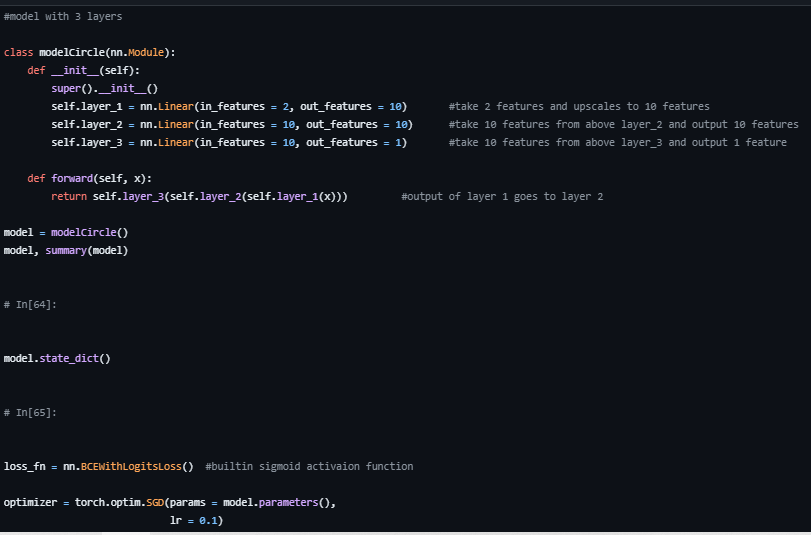 #model with 3 layers
class modelCircle(nn.Module):
    def __init__(self):
        super().__init__()
        self.layer_1 = nn.Linear(in_features = 2, out_features = 10)       #take 2 features and upscales to 10 features
        self.layer_2 = nn.Linear(in_features = 10, out_features = 10)      #take 10 features from above layer_2 and output 10 features
        self.layer_3 = nn.Linear(in_features = 10, out_features = 1)       #take 10 features from above layer_3 and output 1 feature
    def forward(self, x):
        return self.layer_3(self.layer_2(self.layer_1(x)))         #output of layer 1 goes to layer 2
model = modelCircle()
model, summary(model)
# In[64]:
model.state_dict()
# In[65]:
loss_fn = nn.BCEWithLogitsLoss()  #builtin sigmoid activaion function
optimizer = torch.optim.SGD(params = model.parameters(),
                            lr = 0.1)